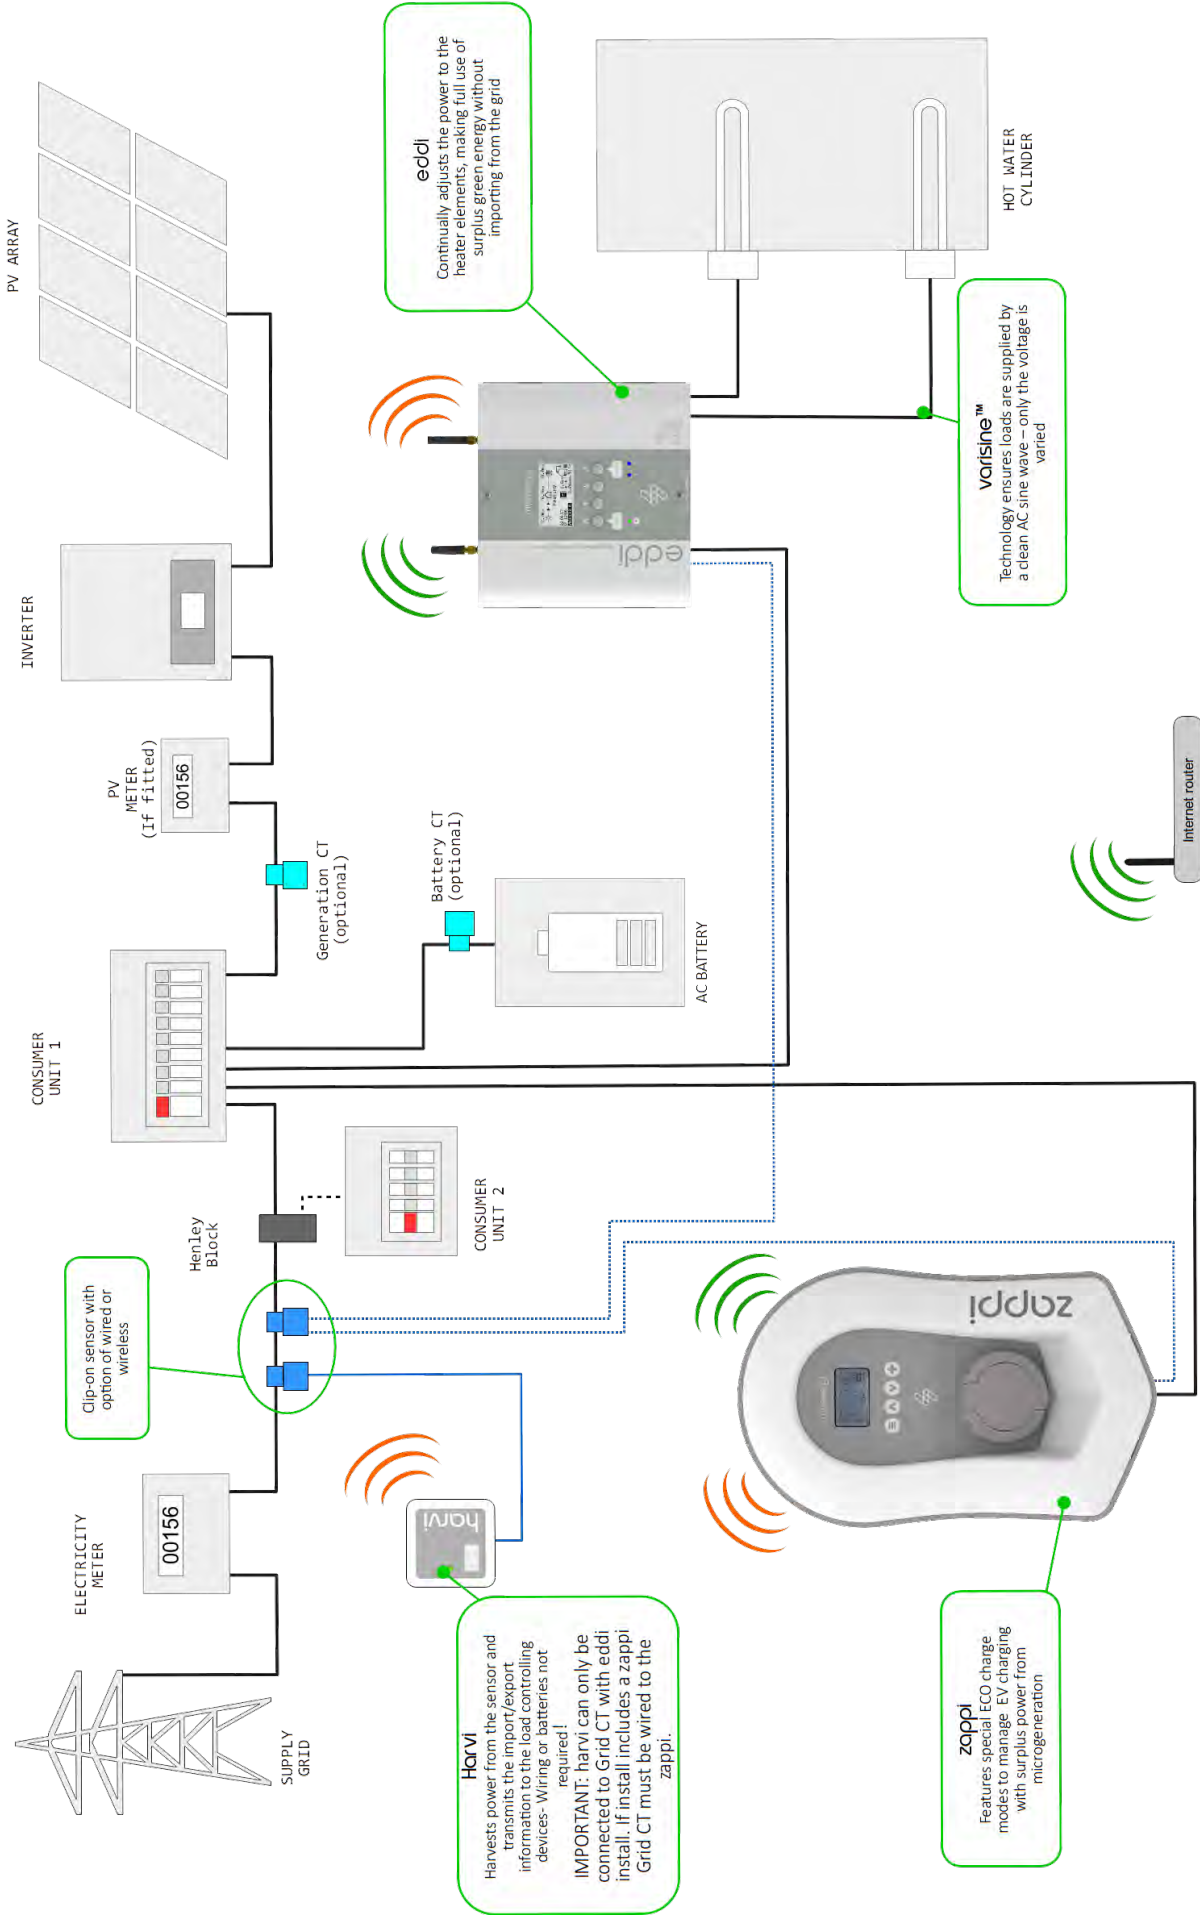 SUPPLY
GRID
ELECTRICITY
METER
00156
Clip-on sensor with
option of wired or
wireless
Henley
Block
CONSUMER
UNIT 1
CONSUMER
UNIT 2
Generation CT
(optional)
PV
METER
(If fitted)
00156
INVERTER
PV ARRAY
Battery CT
(optional)
AC BATTERY
harvi
Harvi
Harvests power from the sensor and
transmits the import/export
information to the load controlling
devices- Wiring or batteries not
required!
IMPORTANT: harvi can only be
connected to Grid CT with eddi
install. If install includes a zappi
Grid CT must be wired to the
zappi.
eddi
eddi
Continually adjusts the power to the
heater elements, making full use of
surplus green energy without
importing from the grid
HOT WATER
CYLINDER
varisine™
Technology ensures loads are supplied by
a clean AC sine wave – only the voltage is
varied
zappi
zappi
Features special ECO charge
modes to manage EV charging
with surplus power from
microgeneration
Internet router